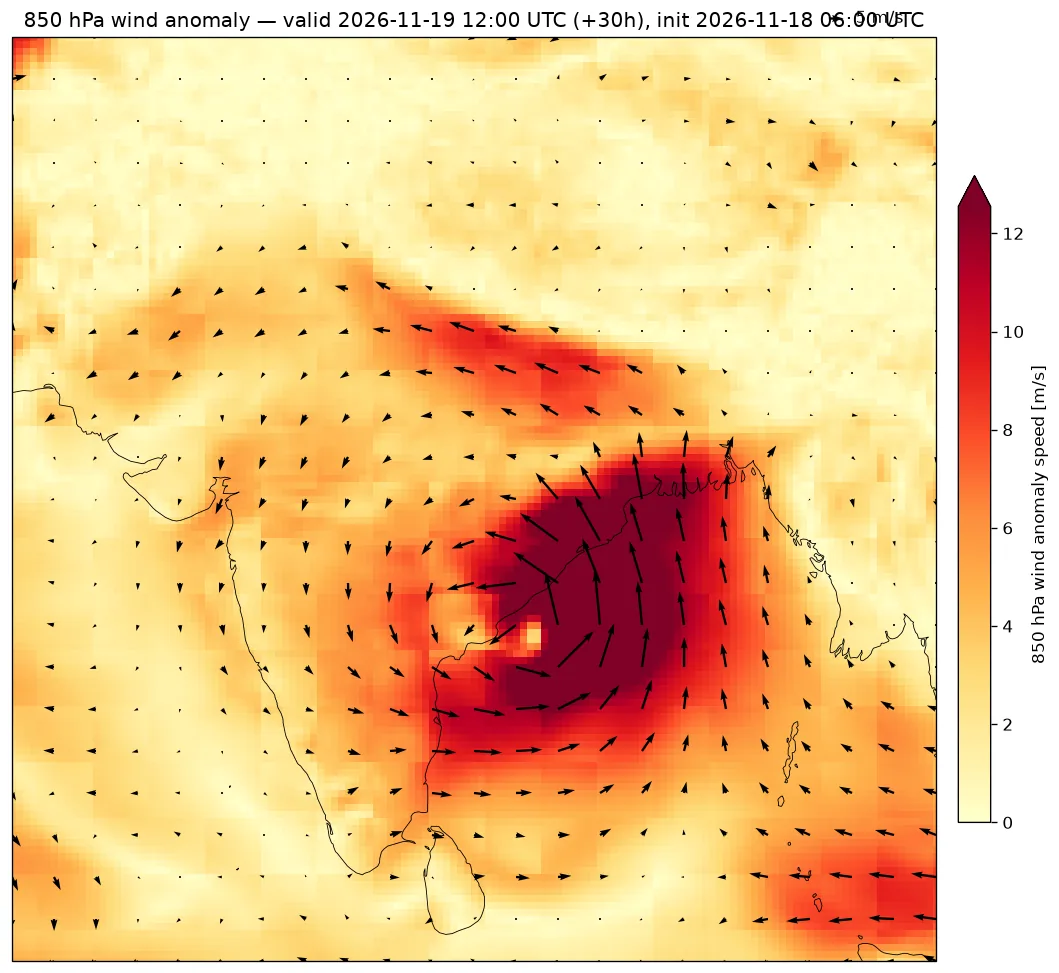 850 hPa wind anomaly — valid 2026-11-19 12:00 UTC (+30h), init 2026-11-18 06:00 UTC
5 m/s
12
10
8
6
4
2
0
850 hPa wind anomaly speed [m/s]